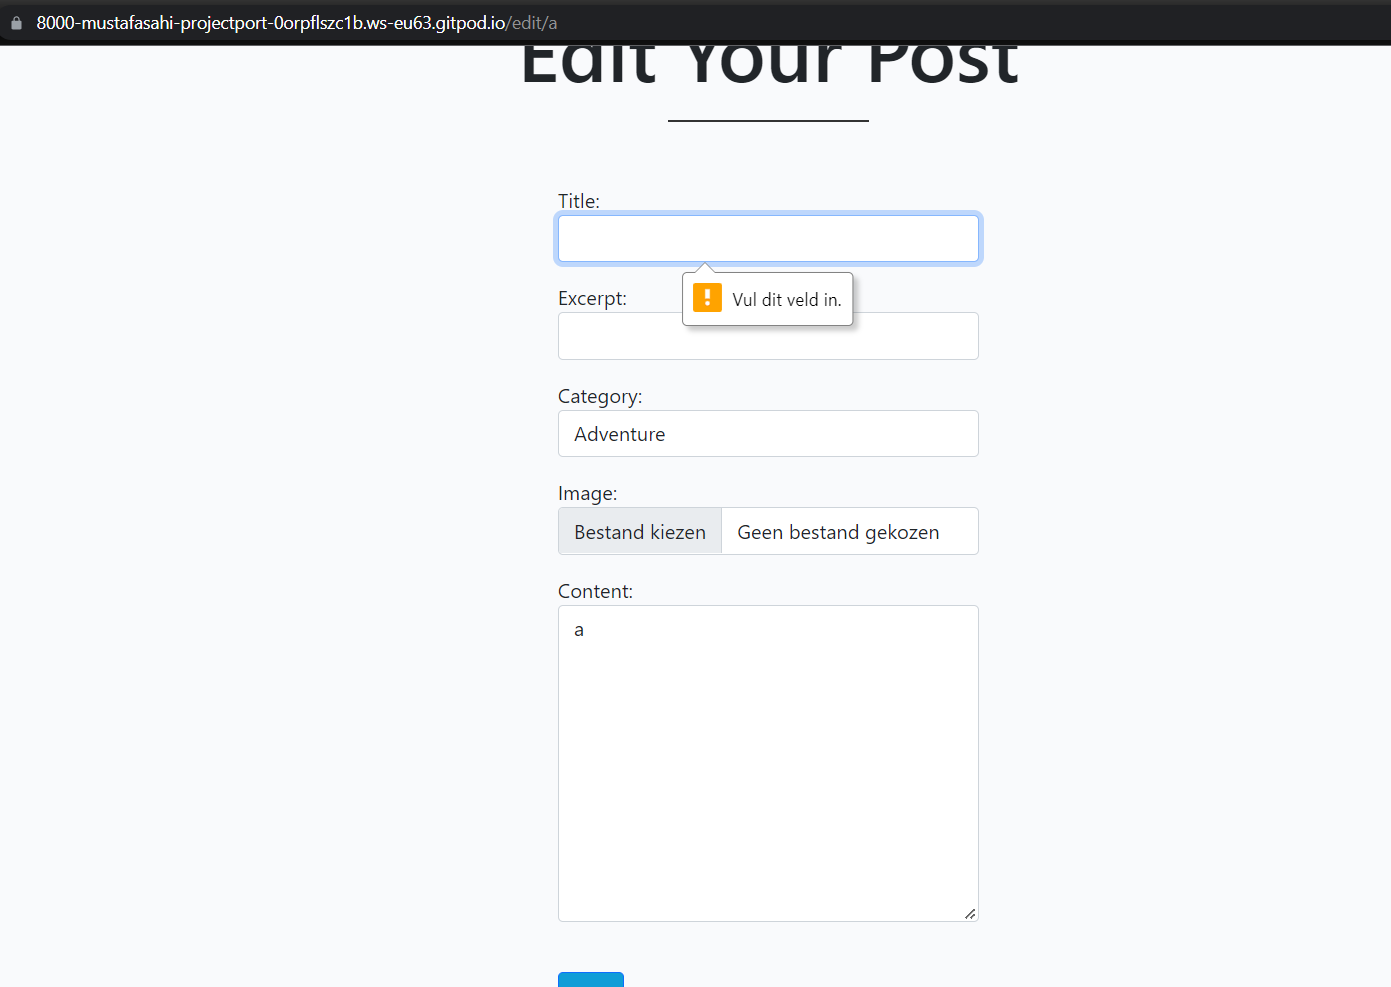 8000-mustafasahi-projectport-0orpflszc1b.ws-eu63.gitpod.io/edit/a
Edit Your Post
Title:
Vul dit veld in.
Excerpt:
Category:
Adventure
Image:
Bestand kiezen Geen bestand gekozen
Content:
a